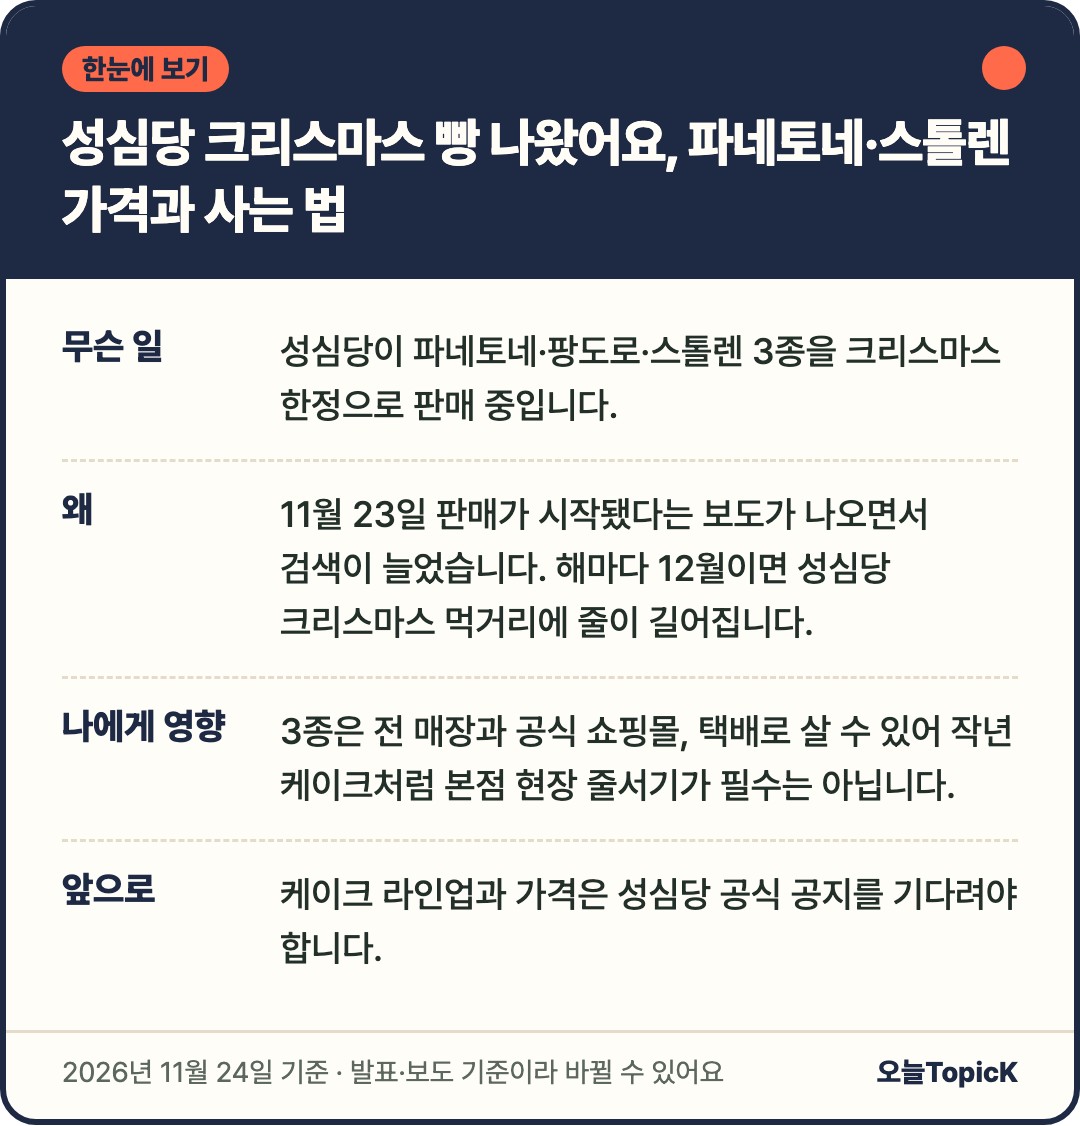 한눈에 보기
성심당 크리스마스 빵 나왔어요, 파네토네·스톨렌
가격과 사는 법
무슨 일
성심당이 파네토네·팡도로·스톨렌 3종을 크리스마스
한정으로 판매 중입니다.
왜
11월 23일 판매가 시작됐다는 보도가 나오면서
검색이 늘었습니다. 해마다 12월이면 성심당
크리스마스 먹거리에 줄이 길어집니다.
나에게 영향
3종은 전 매장과 공식 쇼핑몰, 택배로 살 수 있어 작년
케이크처럼 본점 현장 줄서기가 필수는 아닙니다.
앞으로
케이크 라인업과 가격은 성심당 공식 공지를 기다려야
합니다.
2026년 11월 24일 기준 · 발표·보도 기준이라 바뀔 수 있어요
오늘TopicK